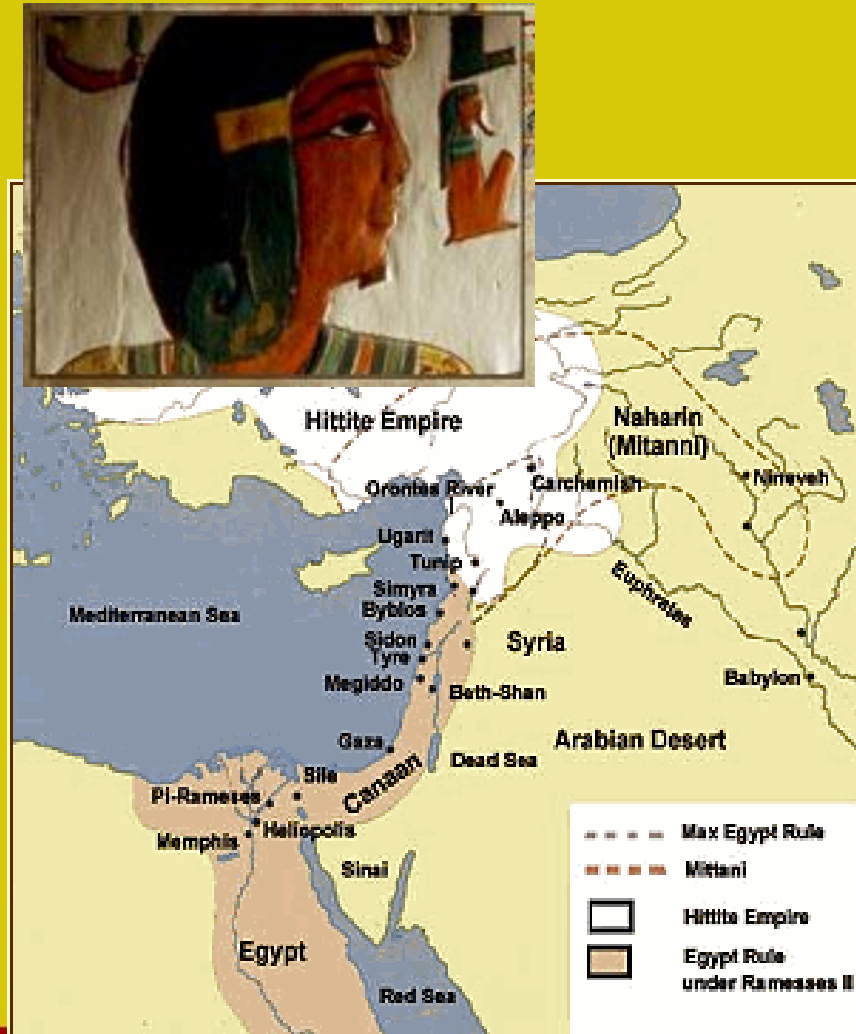 Hittite Empire
Naharin
(Mitanni)
Nineveh
Orontes River
Carchemish
Aleppo
Ugarit
Tunip
Simyra
Byblos
Euphrates
Mediterranean Sea
Sidon
Syria
Tyre
Megiddo
Beth-Shan
Babylon
Gaza
Dead Sea
Arabian Desert
Canaan
Sile
Pi-Rameses
Heliopolis
Memphis
Sinai
Egypt
Red Sea
Max Egypt Rule
Mittani
Hittite Empire
Egypt Rule
under Ramesses II